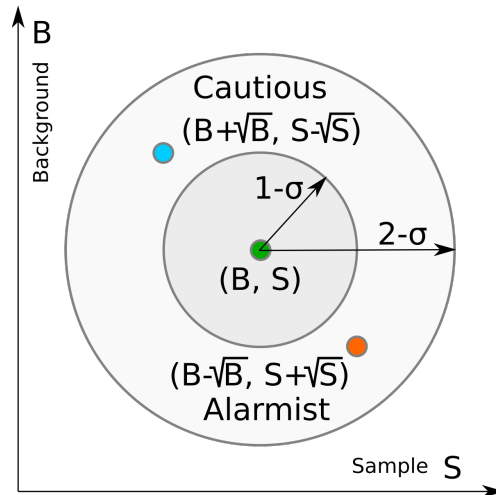 B
Background
Cautious
(B+√B, S-√S)
1-σ
2-σ
(B, S)
(B-√B, S+√S)
Alarmist
Sample S